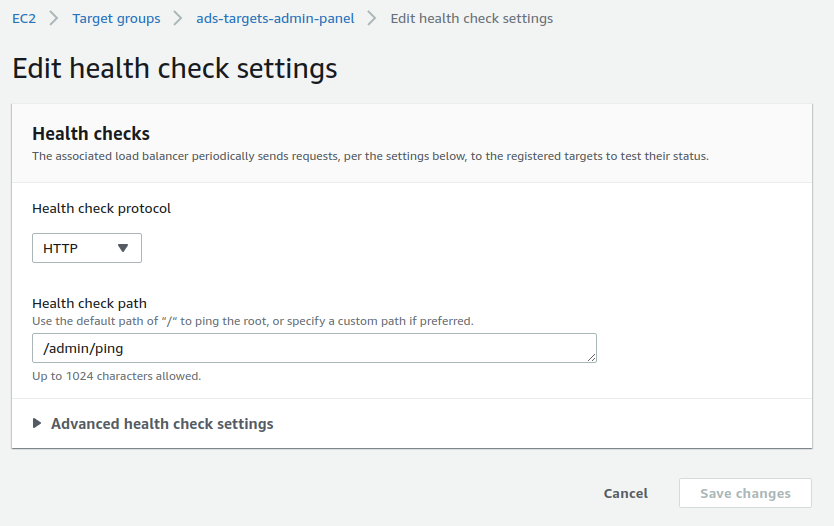 EC2 Target groups ads-targets-admin-panel Edit health check settings
Edit health check settings
Health checks
The associated load balancer periodically sends requests, per the settings below, to the registered targets to test their status.
Health check protocol
HTTP
Health check path
Use the default path of "/" to ping the root, or specify a custom path if preferred.
/admin/ping
Up to 1024 characters allowed.
Advanced health check settings
Cancel Save changes